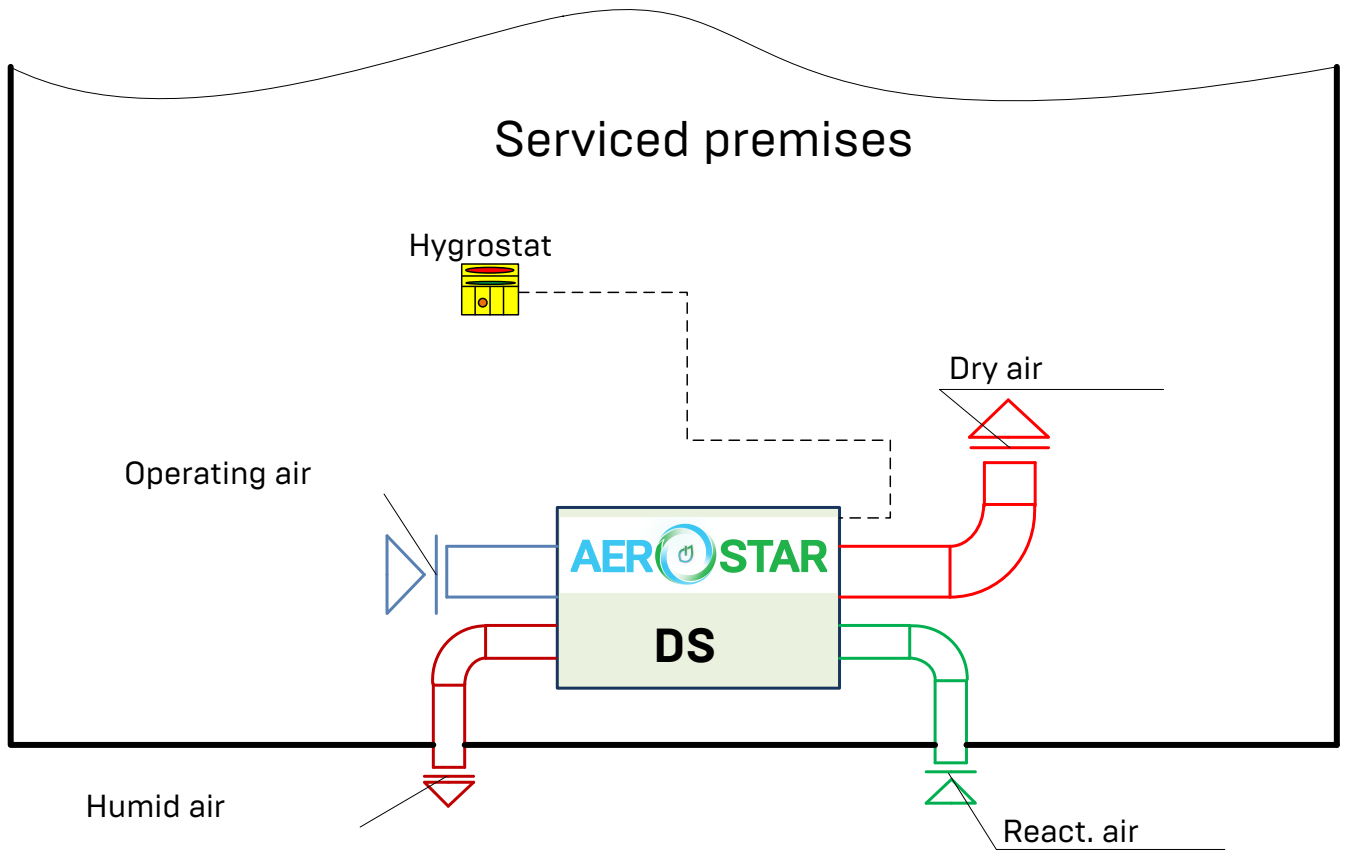 Serviced premises
Hygrostat
Dry air
Operating air
AEROSTAR
DS
Humid air
React. air